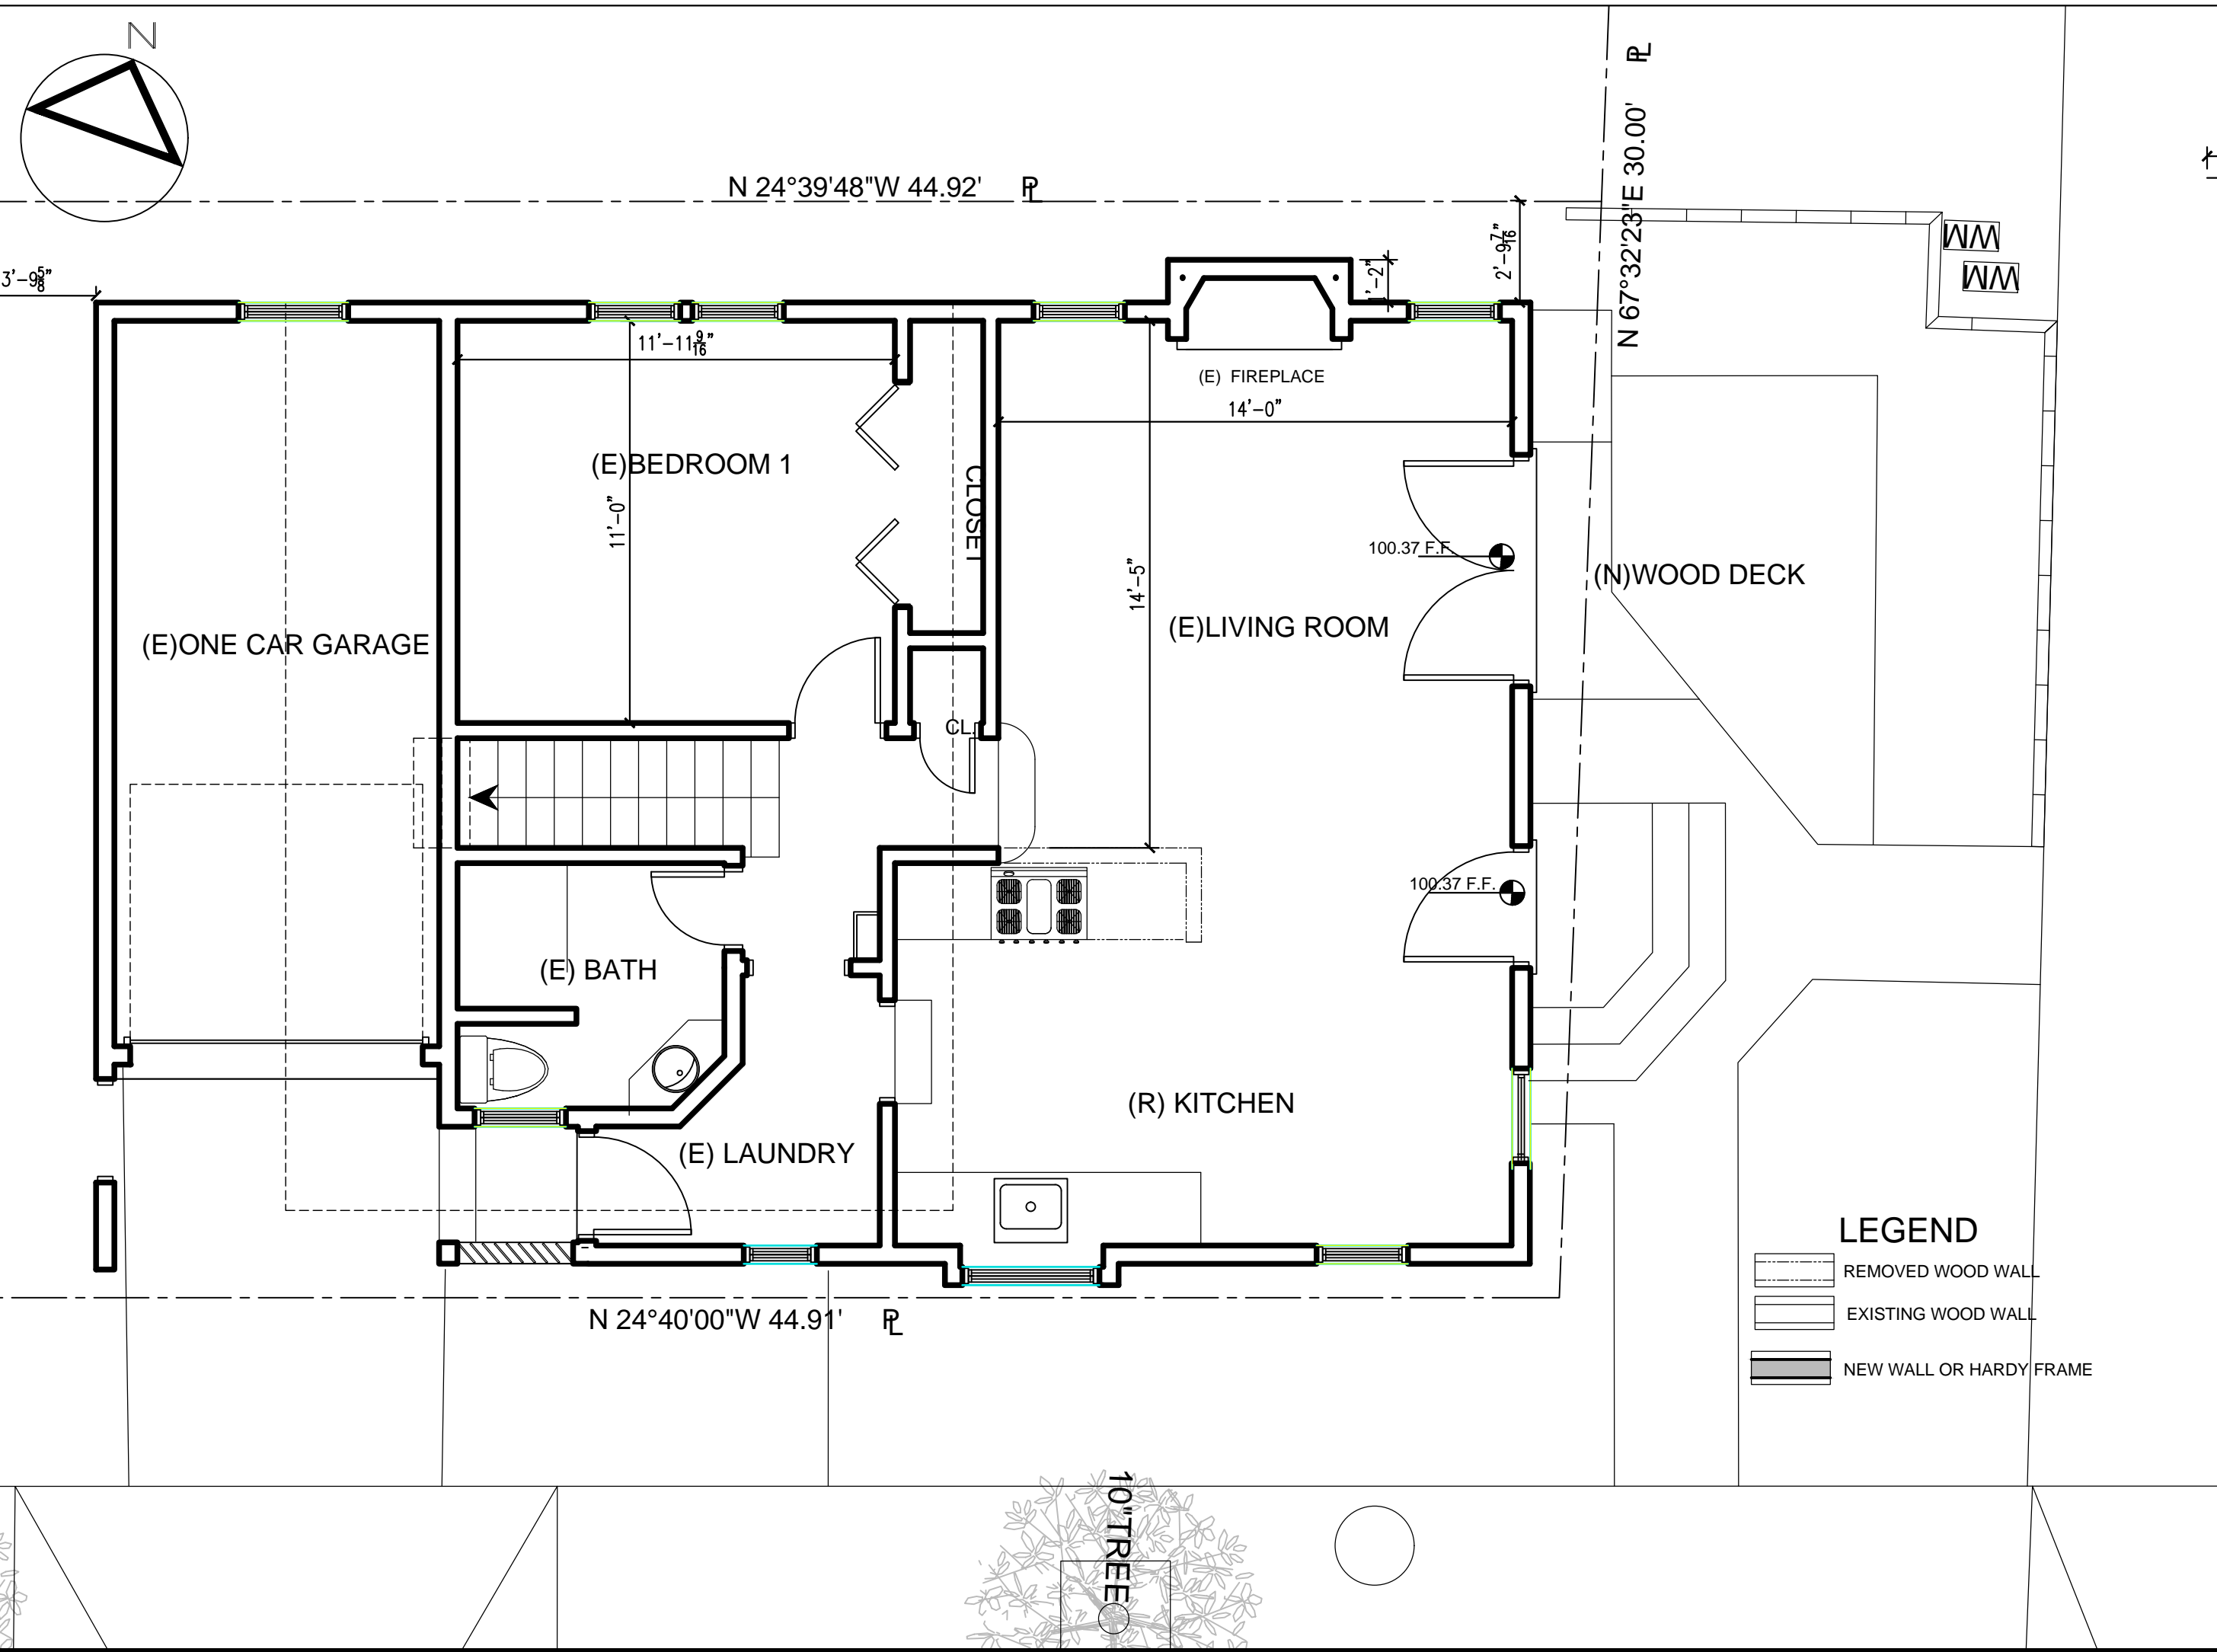 N
N 24°39'48"W 44.92' PL
N 67°32'23"E 30.00' PL
3'-9 5/8"
2'-9 7/16"
1'-2"
WM
WM
11'-11 9/16"
(E) FIREPLACE
14'-0"
(E)BEDROOM 1
11'-0"
CLOSET
100.37 F.F.
14'-5"
(N)WOOD DECK
(E)LIVING ROOM
(E)ONE CAR GARAGE
CL.
100.37 F.F.
(E) BATH
(R) KITCHEN
(E) LAUNDRY
LEGEND
REMOVED WOOD WALL
EXISTING WOOD WALL
NEW WALL OR HARDY FRAME
N 24°40'00"W 44.91' PL
10"TREE